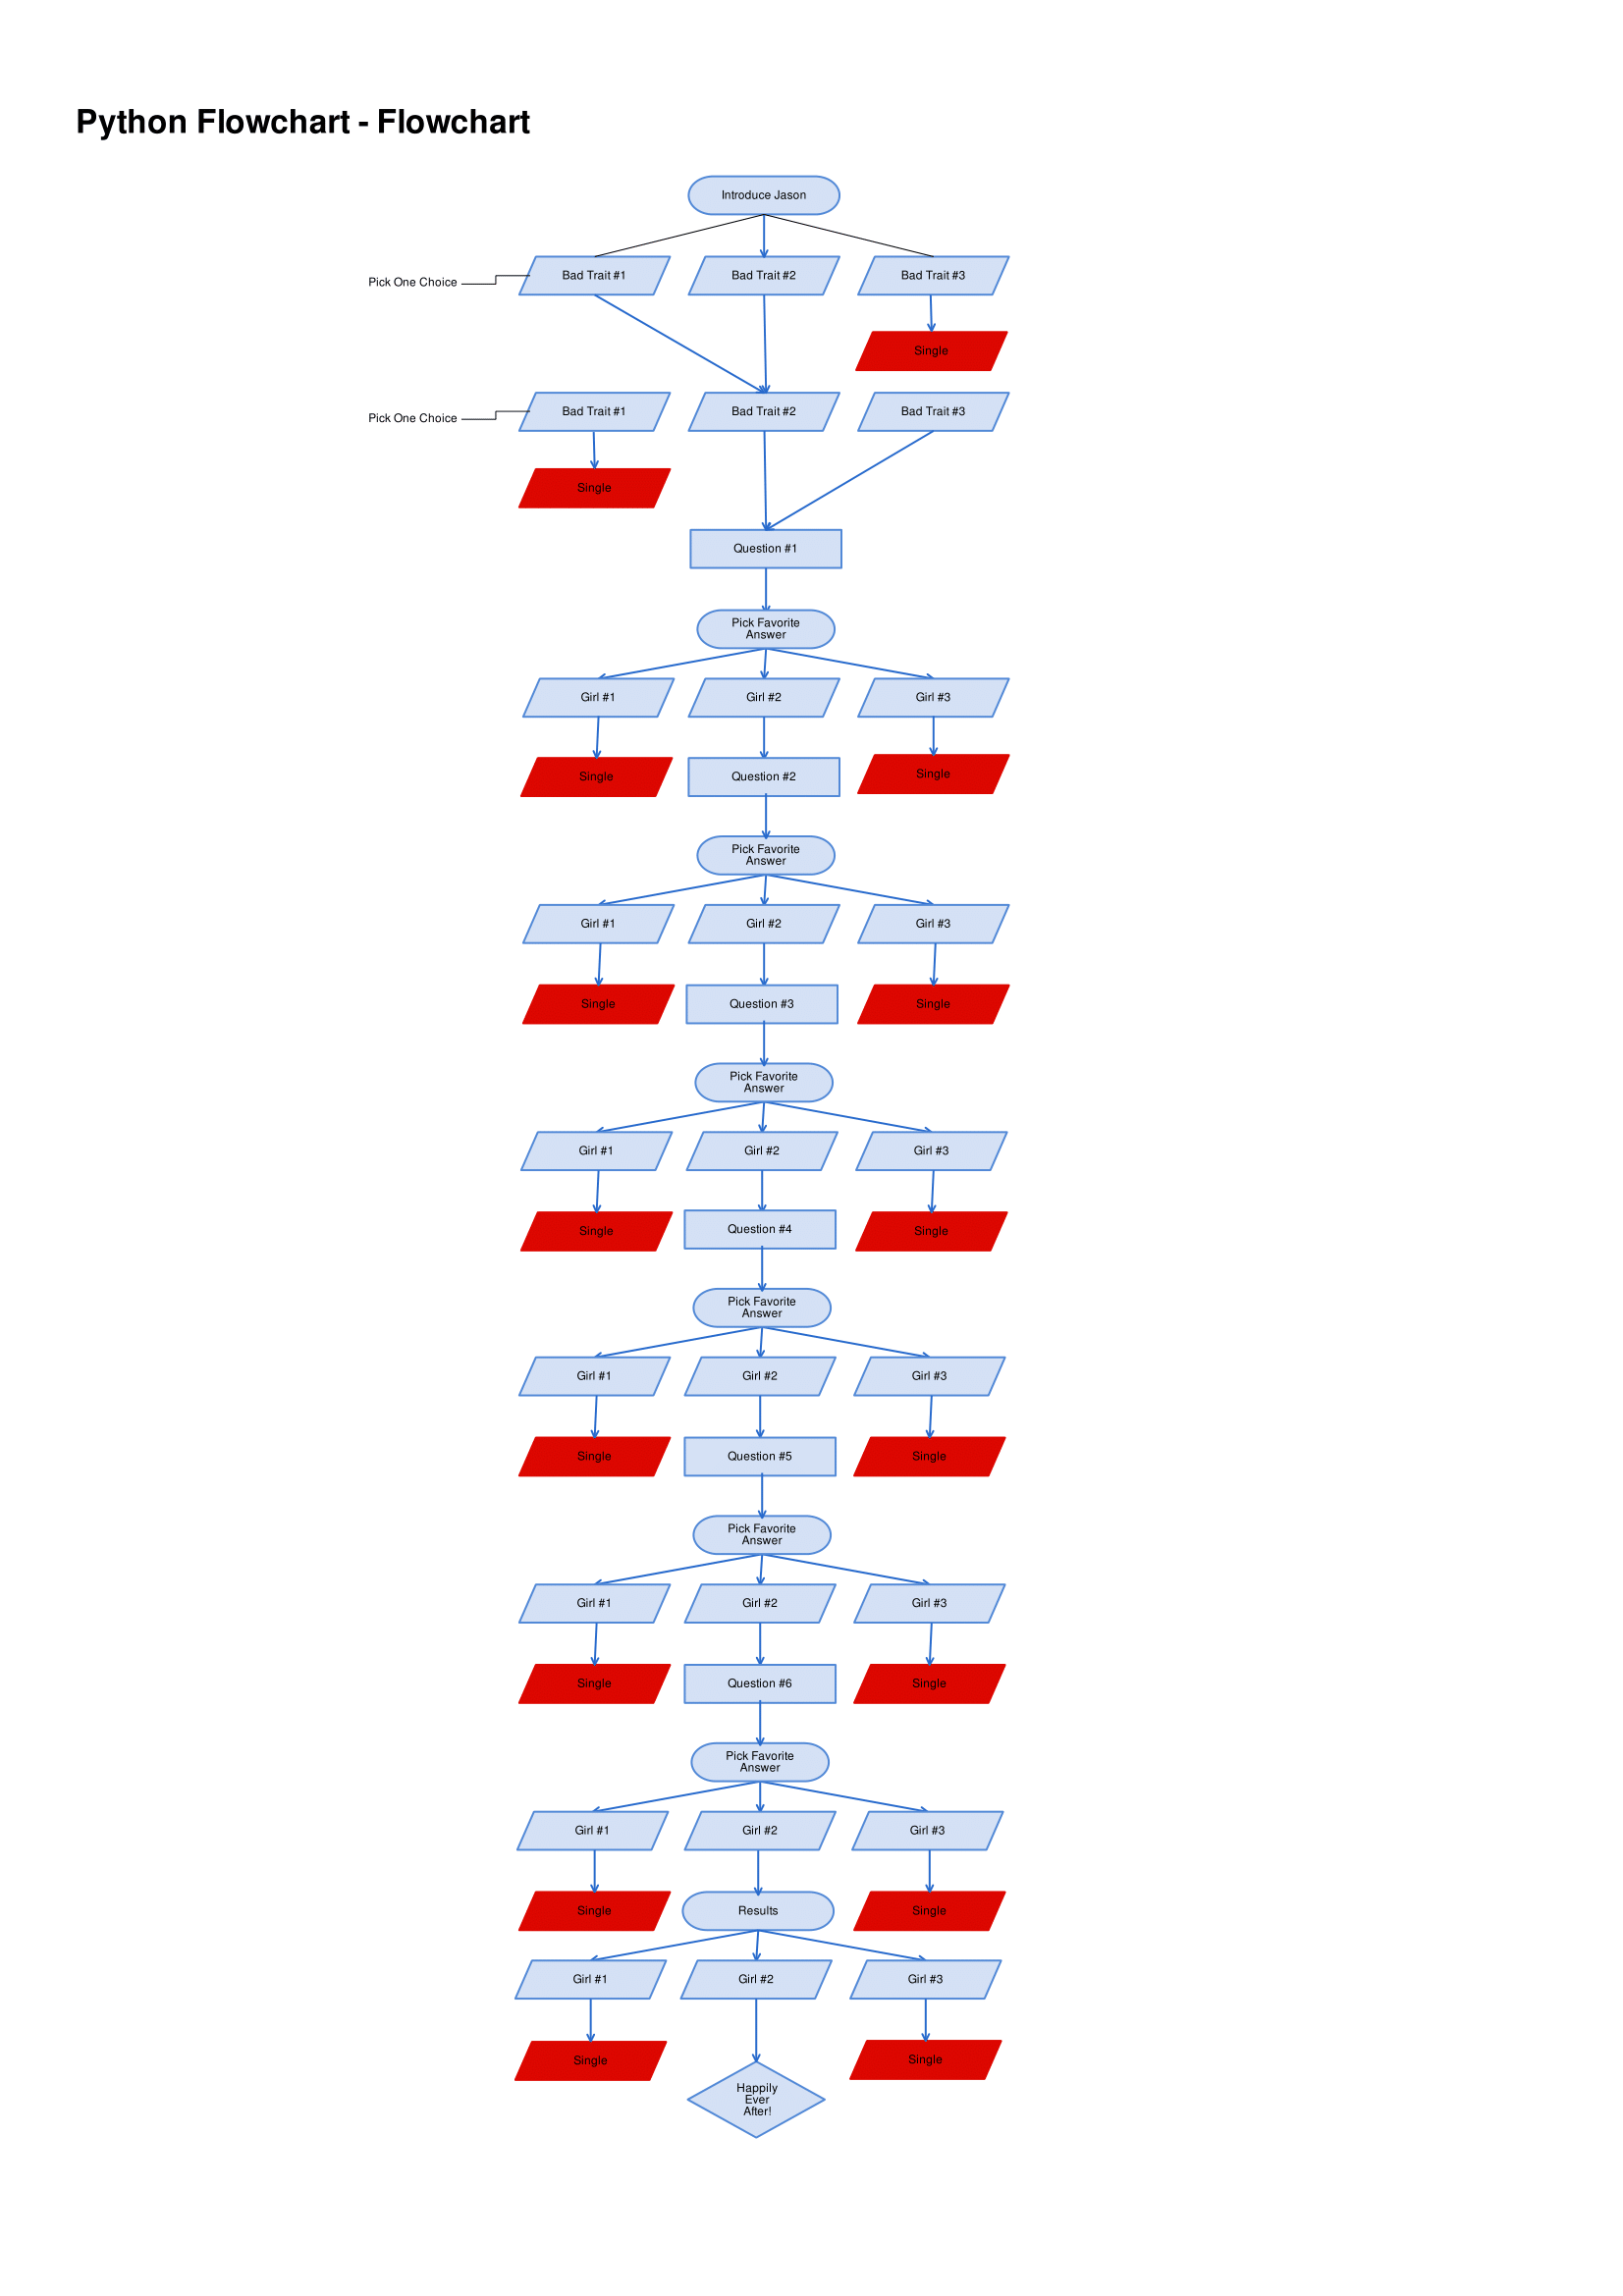 Python Flowchart - Flowchart
Introduce Jason
Pick One Choice
Bad Trait #1
Bad Trait #2
Bad Trait #3
Single
Pick One Choice
Bad Trait #1
Bad Trait #2
Bad Trait #3
Single
Question #1
Pick Favorite
Answer
Girl #1
Girl #2
Girl #3
Single
Question #2
Single
Pick Favorite
Answer
Girl #1
Girl #2
Girl #3
Single
Question #3
Single
Pick Favorite
Answer
Girl #1
Girl #2
Girl #3
Single
Question #4
Single
Pick Favorite
Answer
Girl #1
Girl #2
Girl #3
Single
Question #5
Single
Pick Favorite
Answer
Girl #1
Girl #2
Girl #3
Single
Question #6
Single
Pick Favorite
Answer
Girl #1
Girl #2
Girl #3
Single
Results
Single
Girl #1
Girl #2
Girl #3
Single
Single
Happily
Ever
After!